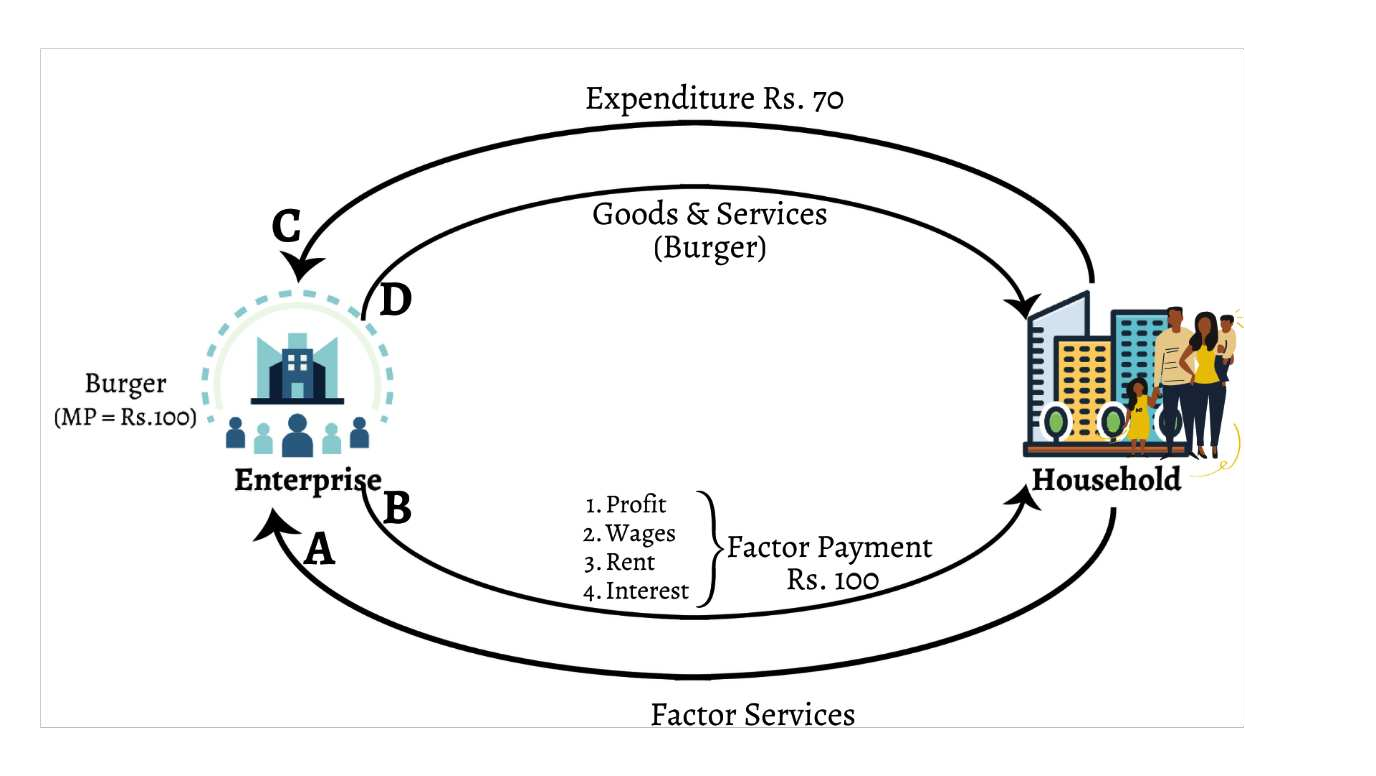 Expenditure Rs. 70
Goods & Services
(Burger)
C
D
Burger
(MP = Rs.100)
Enterprise
Household
B
A
1. Profit
2. Wages
3. Rent
4. Interest
Factor Payment
Rs. 100
Factor Services